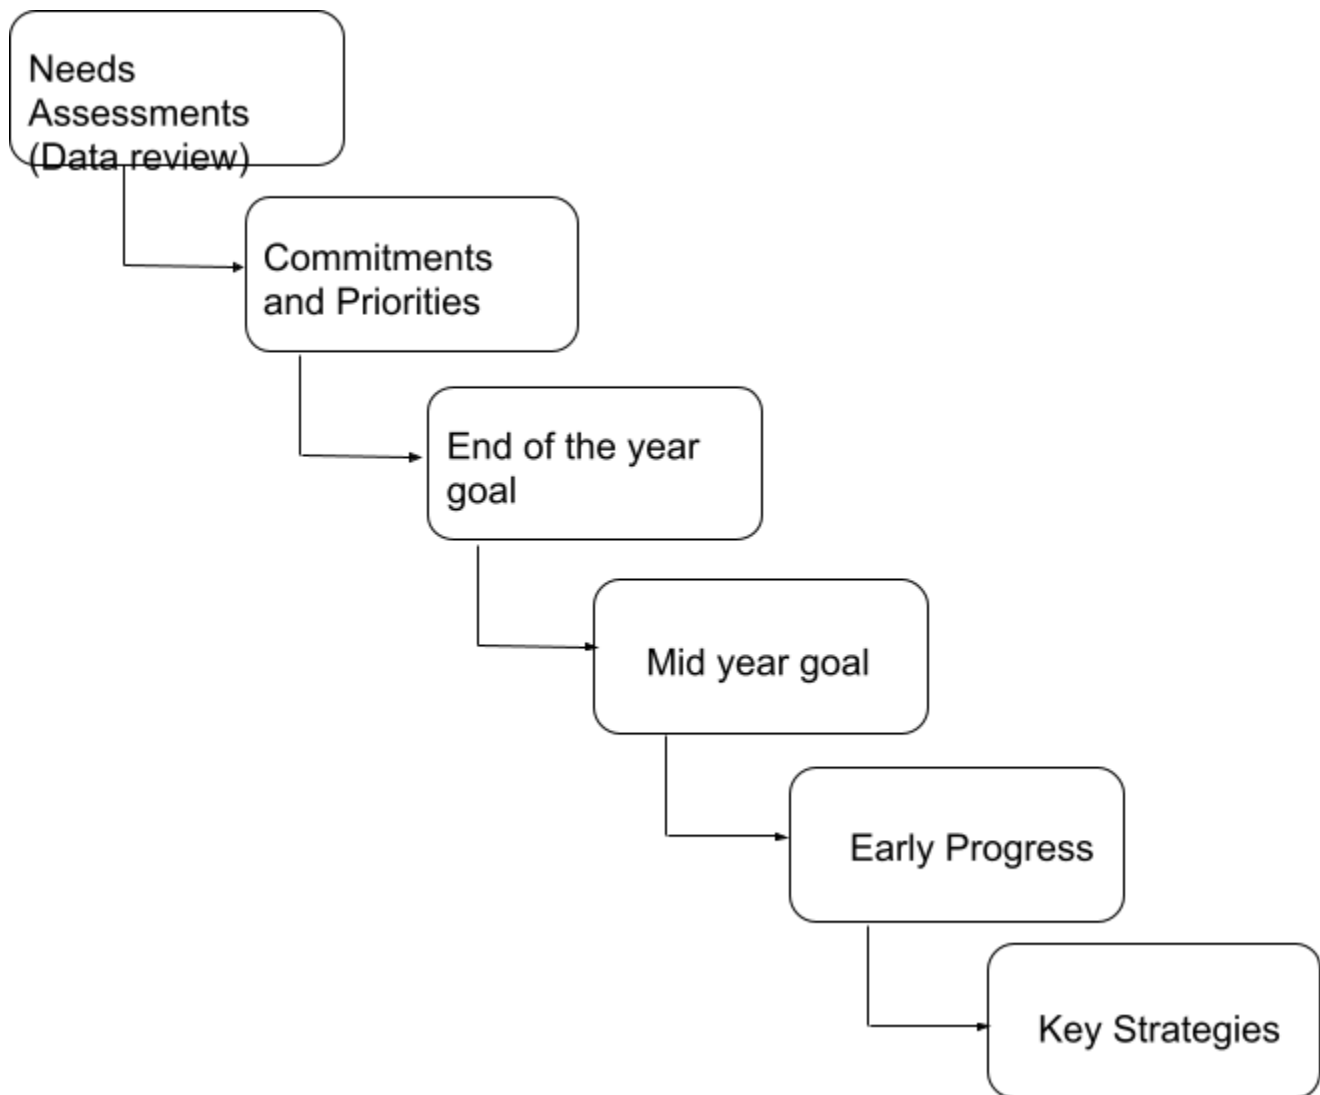 Needs
Assessments
(Data review)
Commitments
and Priorities
End of the year
goal
Mid year goal
Early Progress
Key Strategies